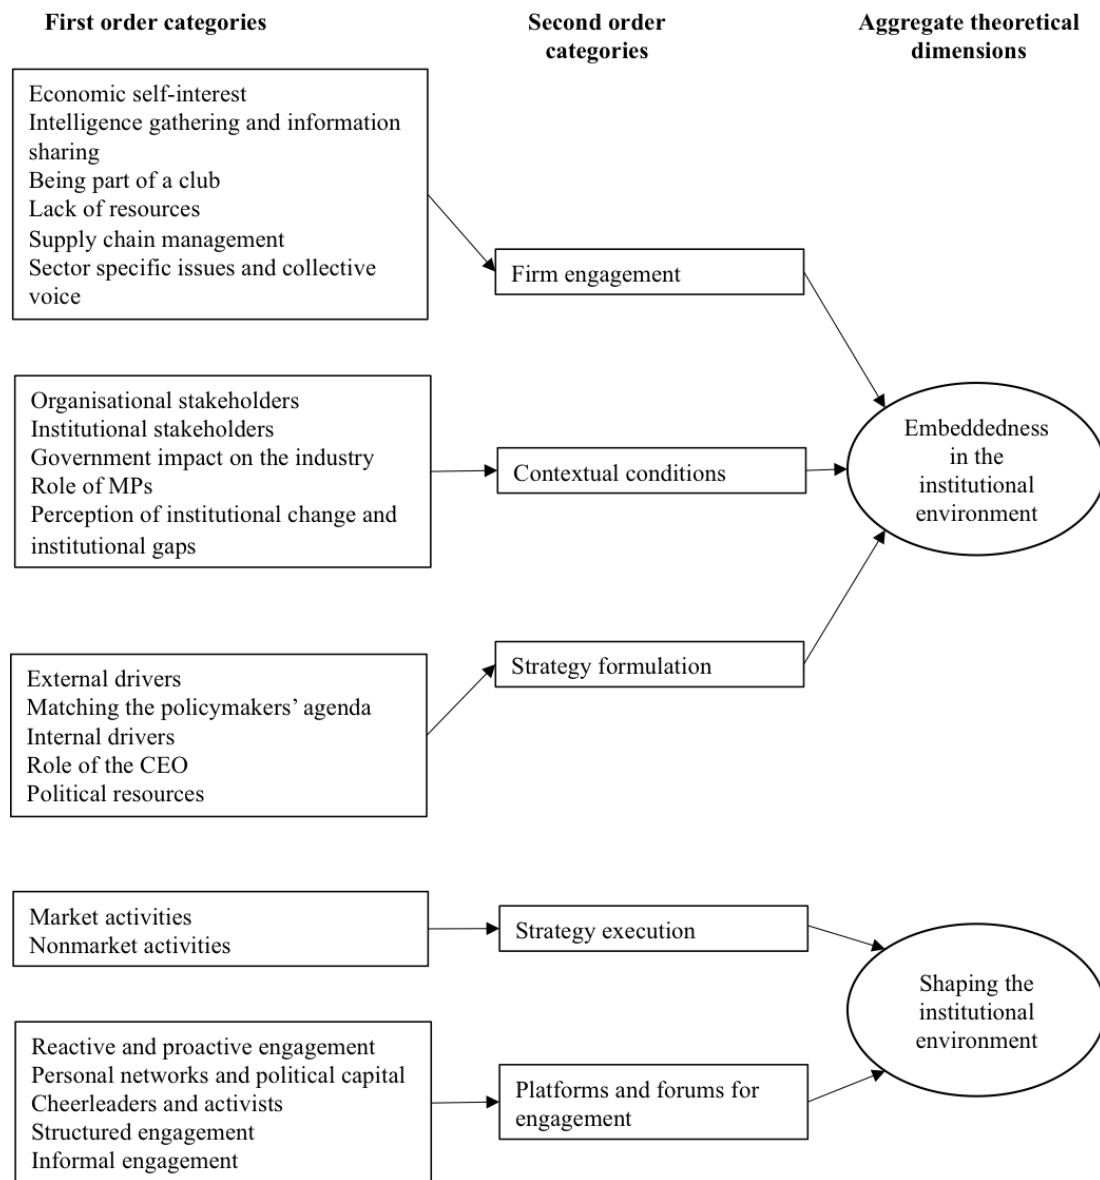 First order categories
Second order
categories
Aggregate theoretical
dimensions
Economic self-interest
Intelligence gathering and information
sharing
Being part of a club
Lack of resources
Supply chain management
Sector specific issues and collective
voice
Firm engagement
Organisational stakeholders
Institutional stakeholders
Government impact on the industry
Role of MPs
Perception of institutional change and
institutional gaps
Contextual conditions
Embeddedness
in the
institutional
environment
External drivers
Matching the policymakers’ agenda
Internal drivers
Role of the CEO
Political resources
Strategy formulation
Market activities
Nonmarket activities
Strategy execution
Shaping the
institutional
environment
Reactive and proactive engagement
Personal networks and political capital
Cheerleaders and activists
Structured engagement
Informal engagement
Platforms and forums for
engagement